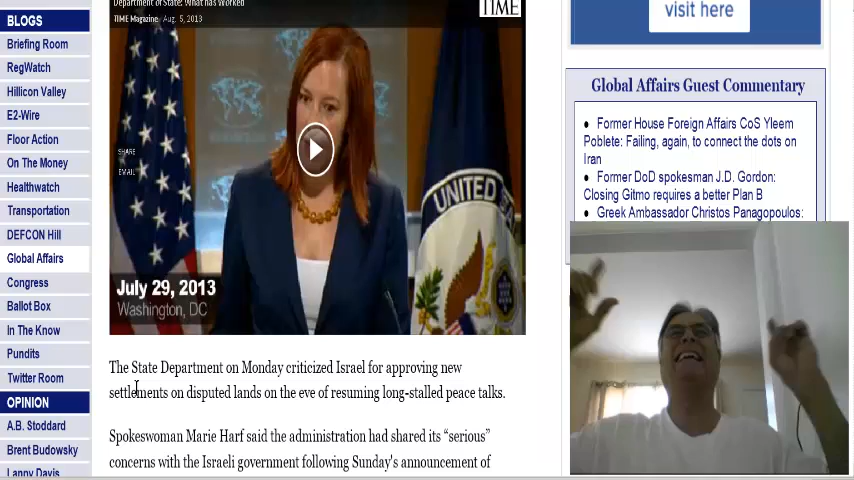 BLOGS
Briefing Room
RegWatch
Hillicon Valley
E2-Wire
Floor Action
On The Money
Healthwatch
Transportation
DEFCON Hill
Global Affairs
Congress
Ballot Box
In The Know
Pundits
Twitter Room
OPINION
A.B. Stoddard
Brent Budowsky
Lanny Davis
Department of State: What has Worked
TIME Magazine Aug. 5, 2013
TIME
SHARE
EMAIL
UNITED STA
July 29, 2013
Washington, DC
The State Department on Monday criticized Israel for approving new
settlements on disputed lands on the eve of resuming long-stalled peace talks.
Spokeswoman Marie Harf said the administration had shared its “serious”
concerns with the Israeli government following Sunday's announcement of
visit here
Global Affairs Guest Commentary
• Former House Foreign Affairs CoS Yleem
Poblete: Failing, again, to connect the dots on
Iran
• Former DoD spokesman J.D. Gordon:
Closing Gitmo requires a better Plan B
• Greek Ambassador Christos Panagopoulos: